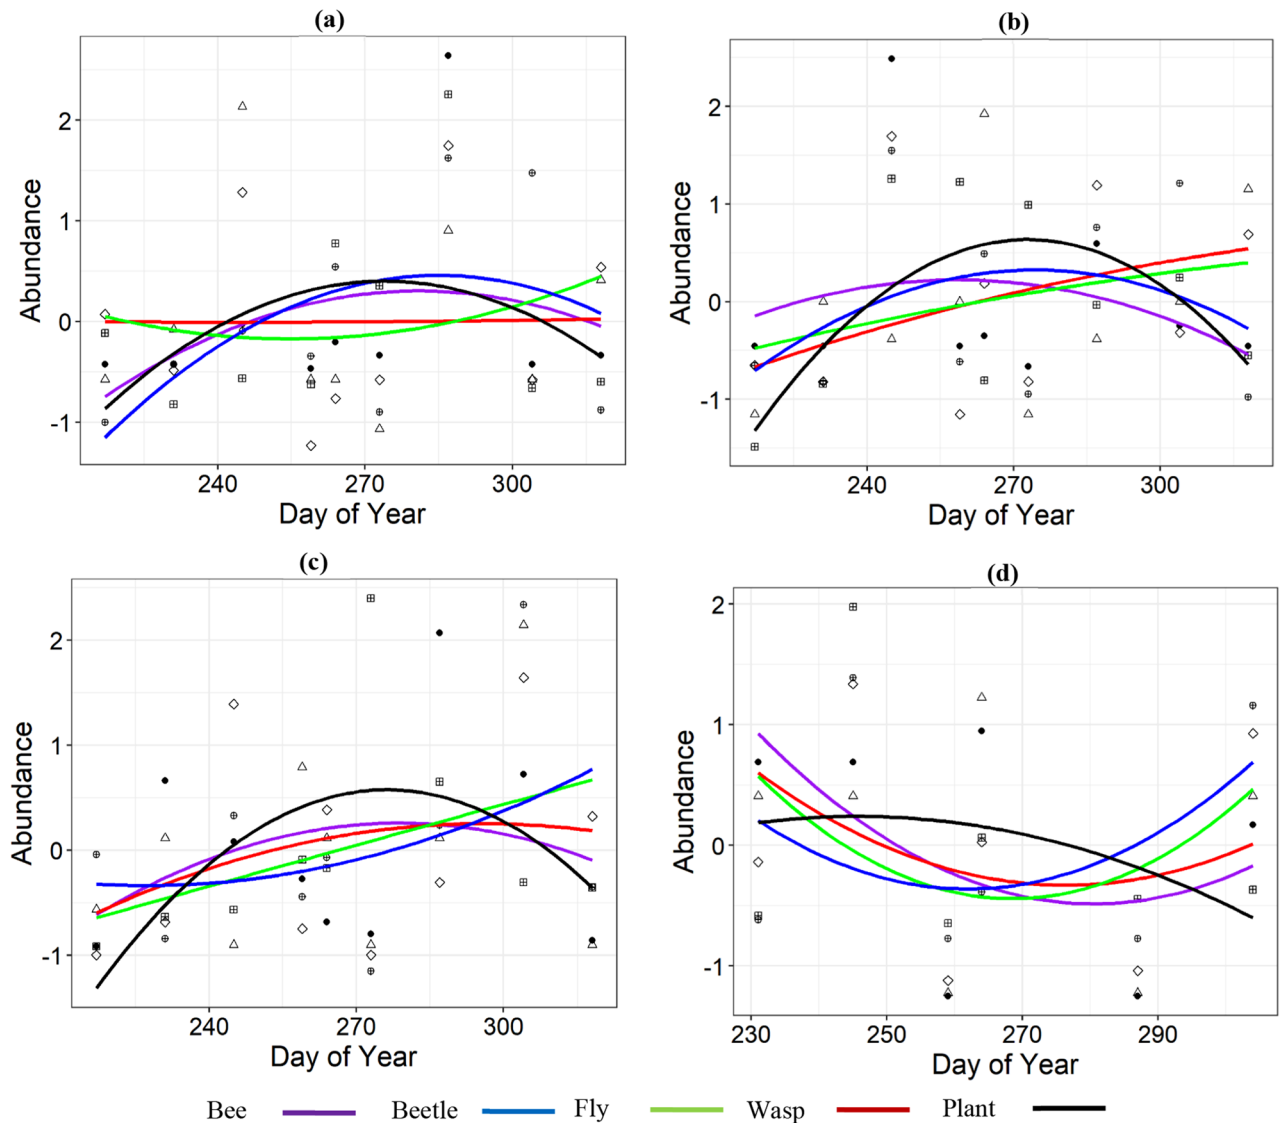 (a)
Abundance
2
1
0
-1
240 270 300
Day of Year
(b)
Abundance
2
1
0
-1
240 270 300
Day of Year
(c)
Abundance
2
1
0
-1
240 270 300
Day of Year
(d)
Abundance
2
1
0
-1
230 250 270 290
Day of Year
Bee Beetle Fly Wasp Plant